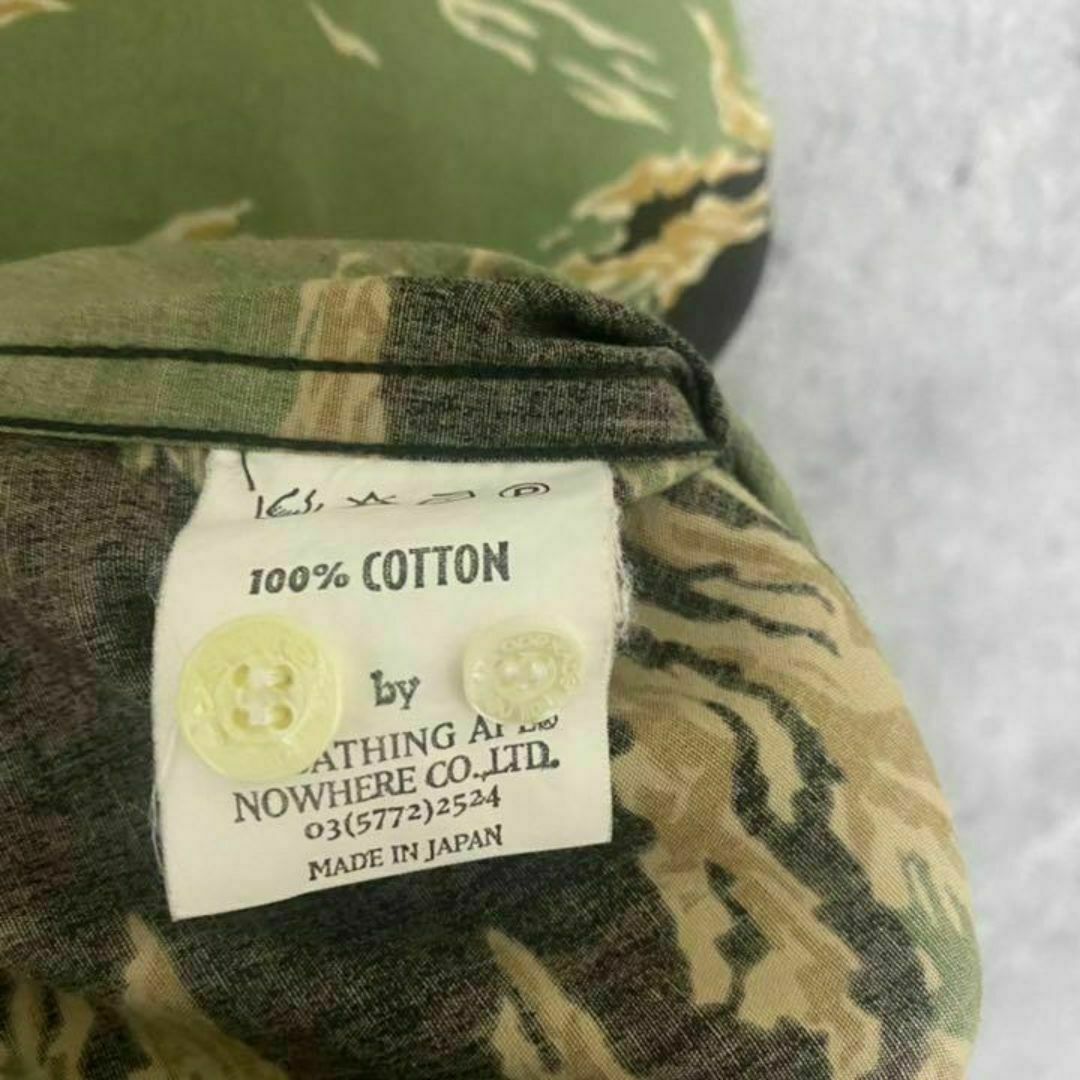 100% COTTON
by
NOWHERE CO.,LTD.
03(5772)2524
MADE IN JAPAN